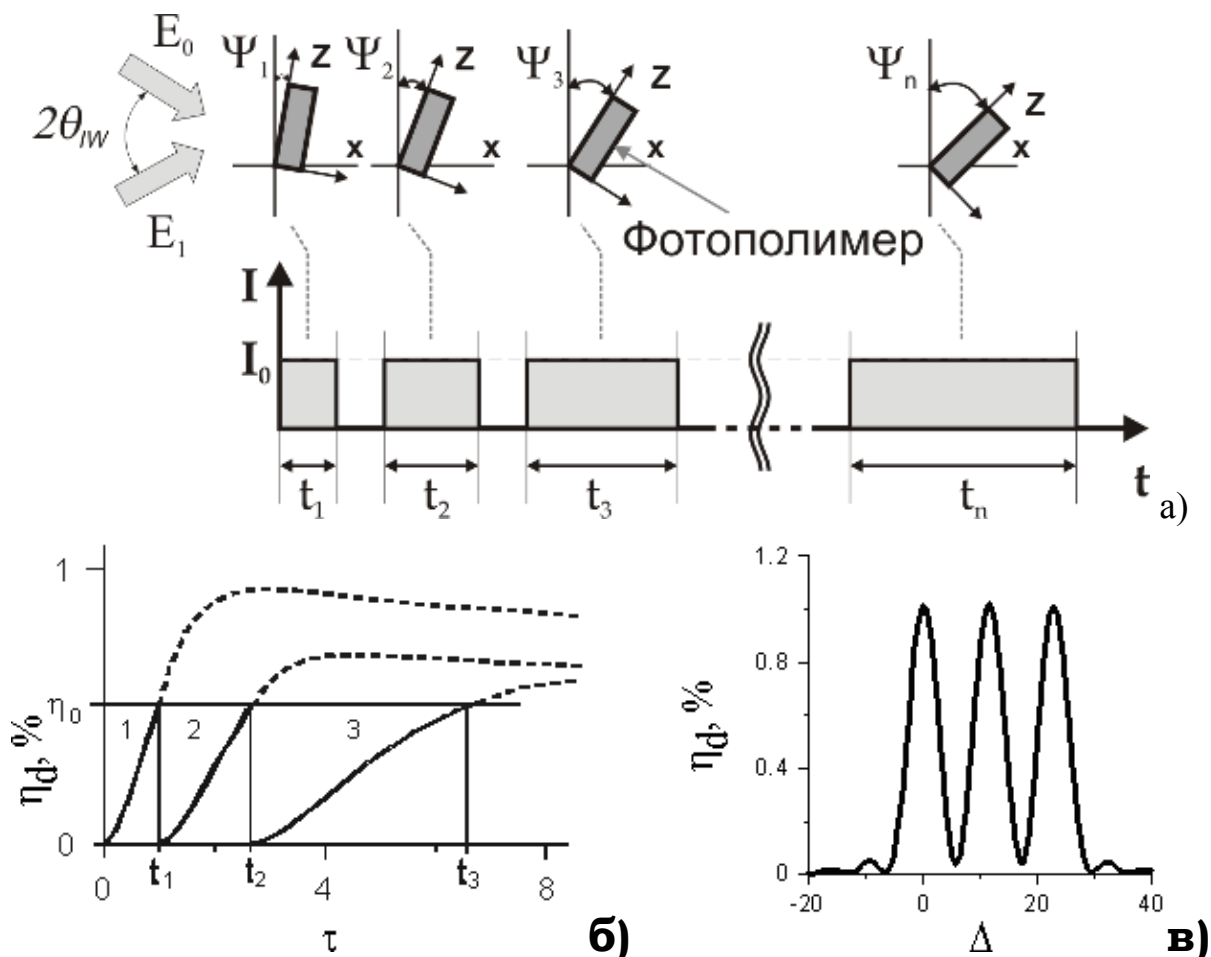 E₀
2θ_IW
E₁
Ψ₁ Z x
Ψ₂ Z x
Ψ₃ Z x
Ψₙ Z x
Фотополимер
I
I₀
t₁ t₂ t₃ tₙ t
а)
1
η₀
0
η_d, %
1 2 3
t₁ t₂ t₃
0 4 8
τ
б)
1.2
0.8
0.4
0
η_d, %
-20 0 20 40
Δ
в)